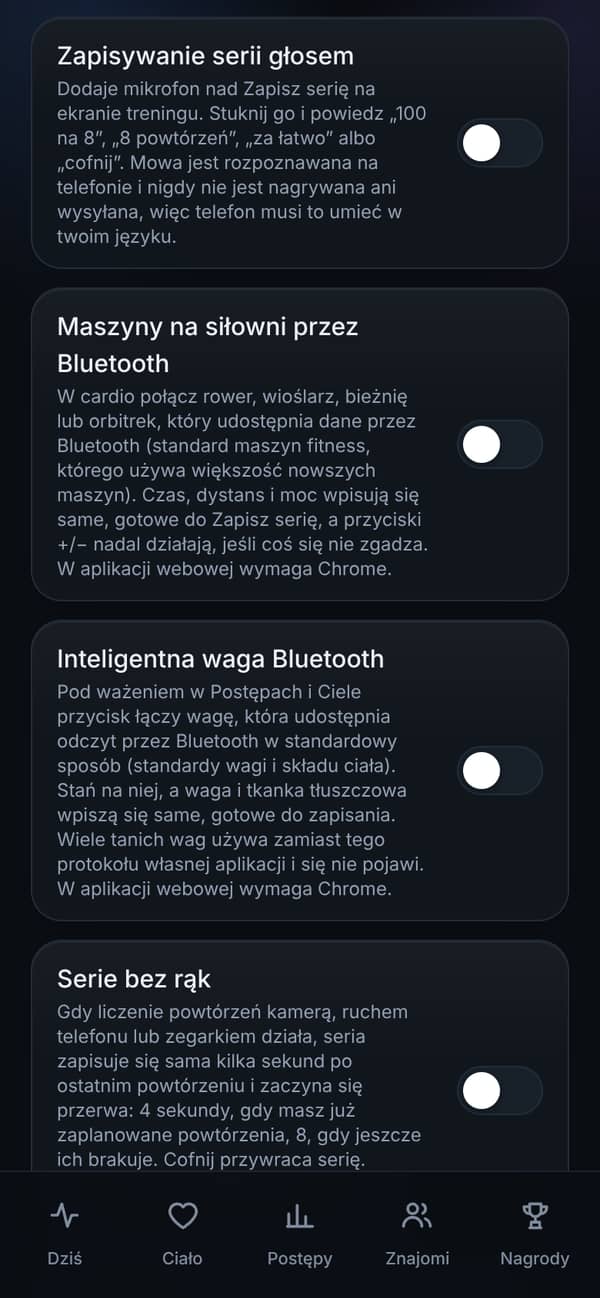 Zapisywanie serii głosem
Dodaje mikrofon nad Zapisz serię na
ekranie treningu. Stuknij go i powiedz „100
na 8”, „8 powtórzeń”, „za łatwo” albo
„cofnij”. Mowa jest rozpoznawana na
telefonie i nigdy nie jest nagrywana ani
wysyłana, więc telefon musi to umieć w
twoim języku.
Maszyny na siłowni przez
Bluetooth
W cardio połącz rower, wioślarz, bieżnię
lub orbitrek, który udostępnia dane przez
Bluetooth (standard maszyn fitness,
którego używa większość nowszych
maszyn). Czas, dystans i moc wpisują się
same, gotowe do Zapisz serię, a przyciski
+/− nadal działają, jeśli coś się nie zgadza.
W aplikacji webowej wymaga Chrome.
Inteligentna waga Bluetooth
Pod ważeniem w Postępach i Ciele
przycisk łączy wagę, która udostępnia
odczyt przez Bluetooth w standardowy
sposób (standardy wagi i składu ciała).
Stań na niej, a waga i tkanka tłuszczowa
wpiszą się same, gotowe do zapisania.
Wiele tanich wag używa zamiast tego
protokołu własnej aplikacji i się nie pojawi.
W aplikacji webowej wymaga Chrome.
Serie bez rąk
Gdy liczenie powtórzeń kamerą, ruchem
telefonu lub zegarkiem działa, seria
zapisuje się sama kilka sekund po
ostatnim powtórzeniu i zaczyna się
przerwa: 4 sekundy, gdy masz już
zaplanowane powtórzenia, 8, gdy jeszcze
ich brakuje. Cofnij przywraca serię.
Dziś
Ciało
Postępy
Znajomi
Nagrody